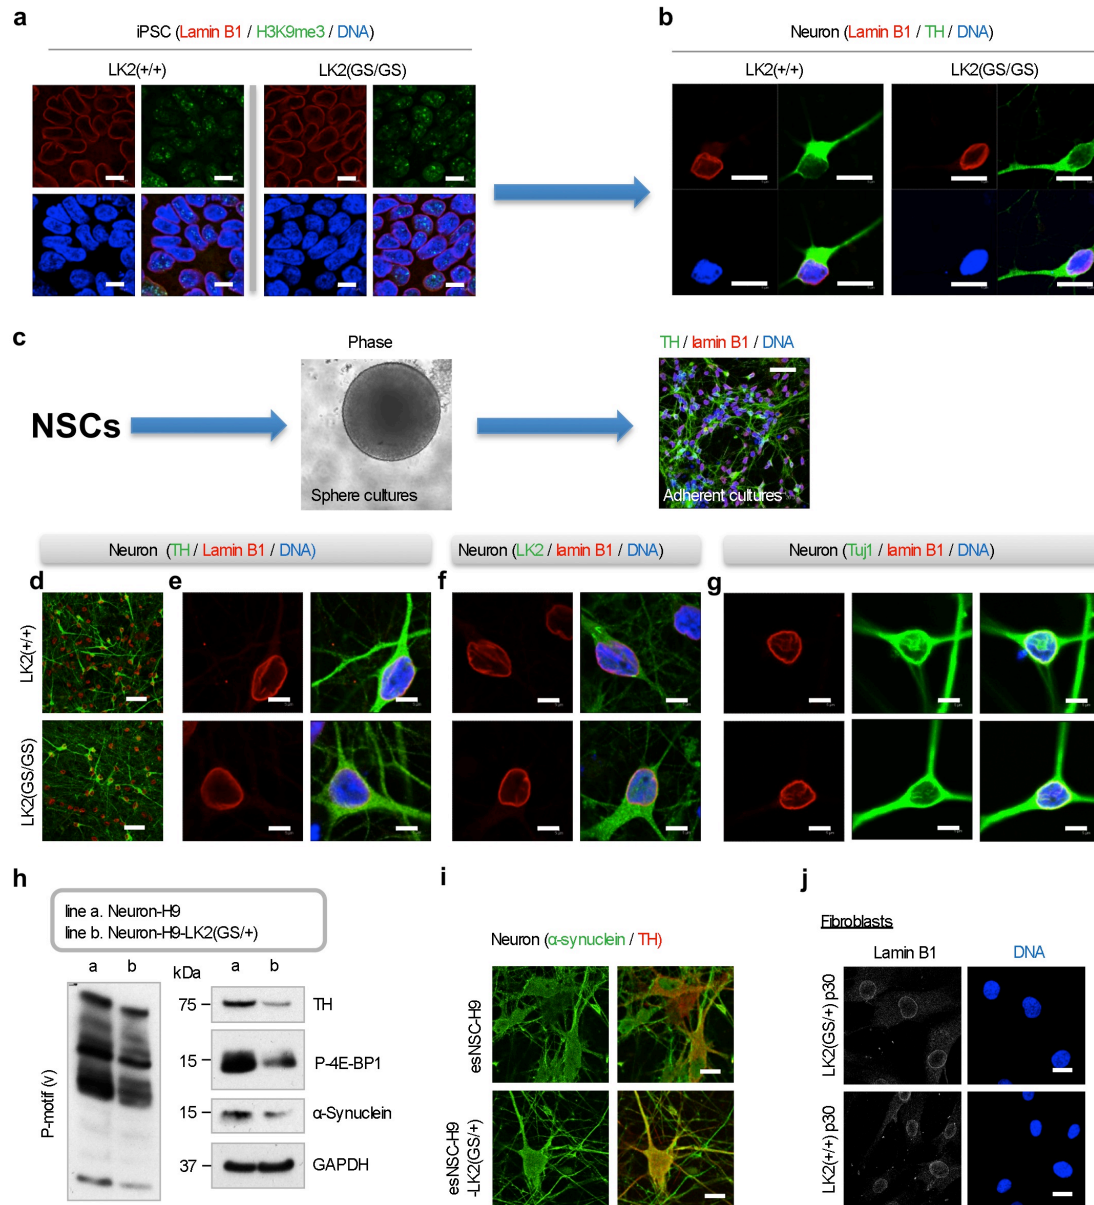 a
iPSC (Lamin B1 / H3K9me3 / DNA)
LK2(+/+)
LK2(GS/GS)
b
Neuron (Lamin B1 / TH / DNA)
LK2(+/+)
LK2(GS/GS)
c
NSCs
Phase
Sphere cultures
TH / lamin B1 / DNA
Adherent cultures
Neuron (TH / Lamin B1 / DNA)
Neuron (LK2 / lamin B1 / DNA)
Neuron (Tuj1 / lamin B1 / DNA)
d
e
f
g
LK2(+/+)
LK2(GS/GS)
h
line a. Neuron-H9
line b. Neuron-H9-LK2(GS/+)
a b
kDa
a b
P-motif (v)
75
TH
15
P-4E-BP1
15
α-Synuclein
37
GAPDH
i
Neuron (α-synuclein / TH)
esNSC-H9
esNSC-H9
-LK2(GS/+)
j
Fibroblasts
Lamin B1
DNA
LK2(GS/+) p30
LK2(+/+) p30